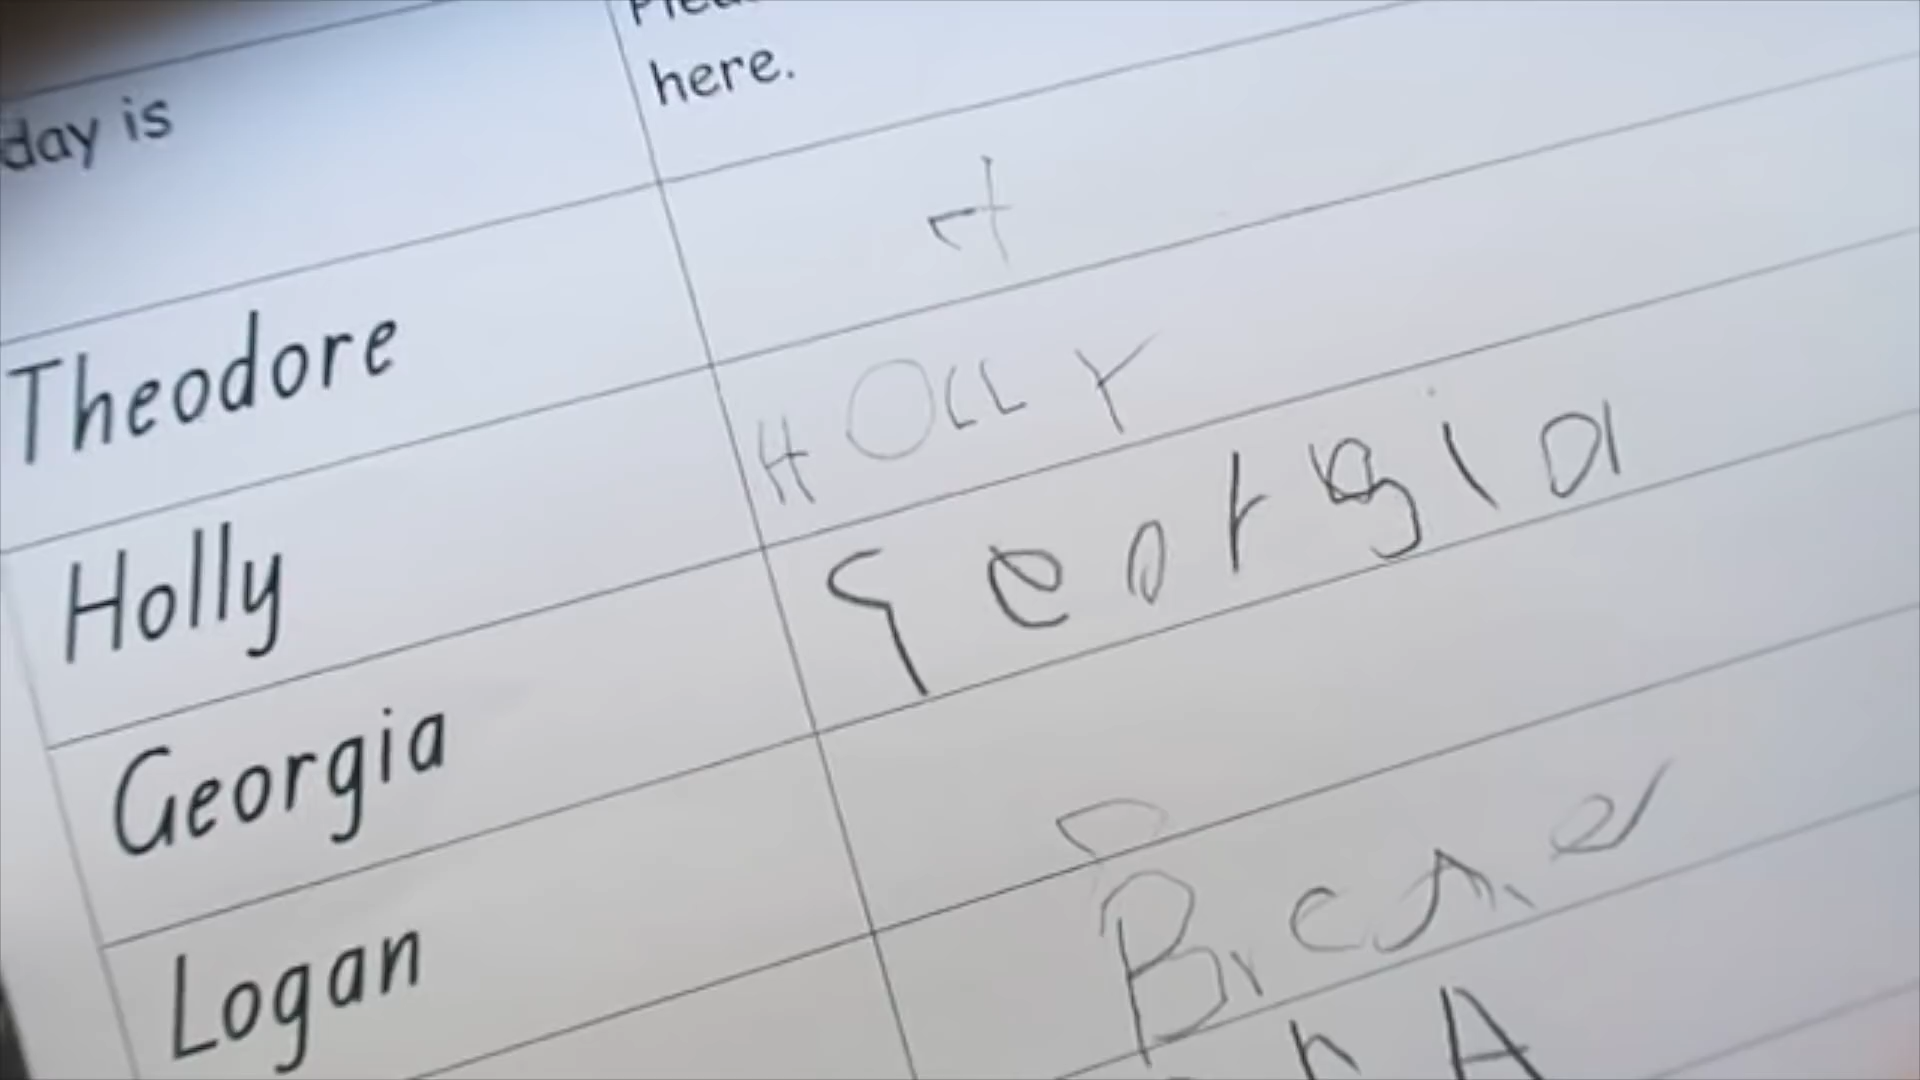 day is
here.
Theodore
Holly HOLLY
Georgia Georgia
Logan